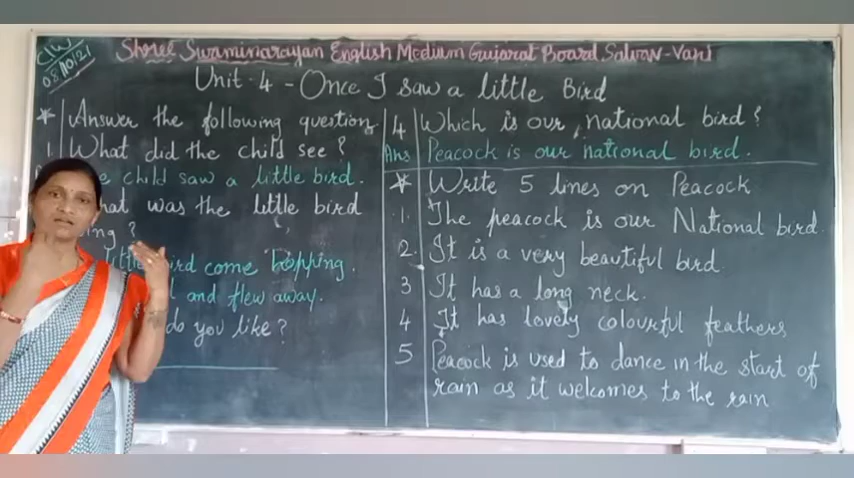 C/W
08/10/21
Shree Swaminarayan English Medium Gujarat Board Salvav-Vapi
Unit-4 - Once I saw a little Bird
* Answer the following question
1 What did the child see?
child saw a little bird.
was the little bird
?
little bird come hopping.
and flew away.
do you like?
4 Which is our national bird?
Ans Peacock is our national bird.
* Write 5 lines on Peacock
1. The peacock is our National bird.
2. It is a very beautiful bird.
3 It has a long neck.
4 It has lovely colourful feathers
5 Peacock is used to dance in the start of
rain as it welcomes to the rain